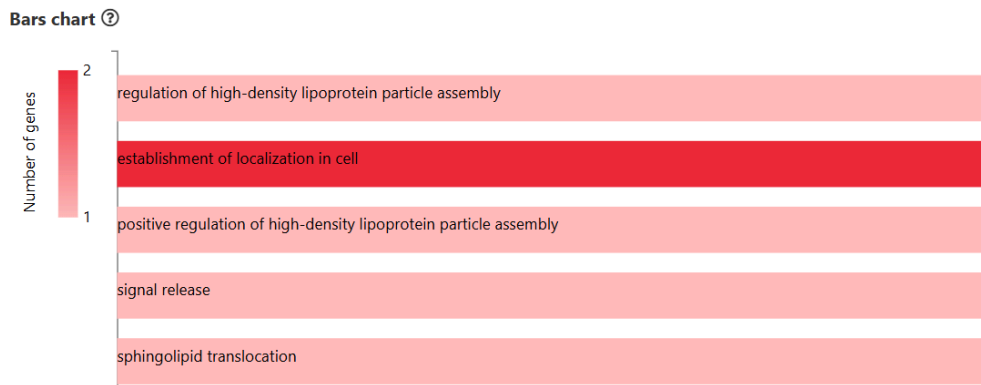 Bars chart ?
Number of genes
2
1
regulation of high-density lipoprotein particle assembly
establishment of localization in cell
positive regulation of high-density lipoprotein particle assembly
signal release
sphingolipid translocation